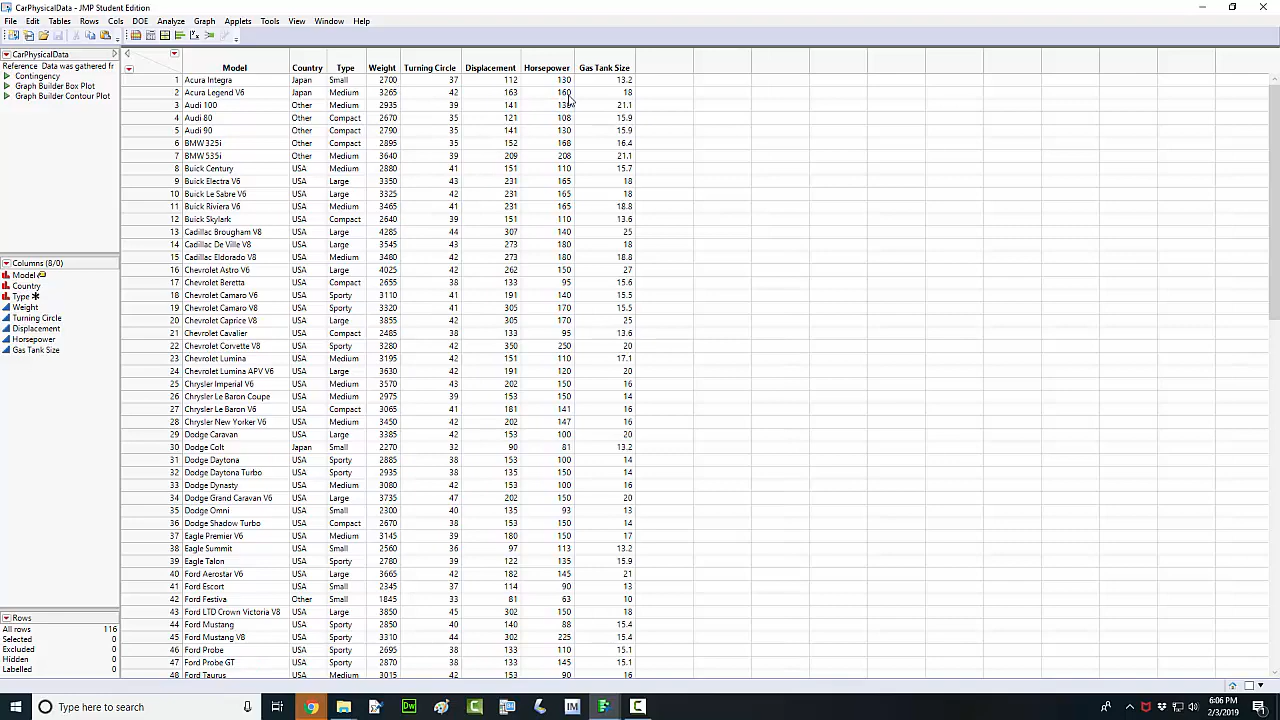 CarPhysicalData - JMP Student Edition
File Edit Tables Rows Cols DOE Analyze Graph Applets Tools View Window Help
CarPhysicalData
Reference Data was gathered fr
Contingency
Graph Builder Box Plot
Graph Builder Contour Plot
Columns (8/0)
Model
Country
Type
Weight
Turning Circle
Displacement
Horsepower
Gas Tank Size
Rows
All rows 116
Selected 0
Excluded 0
Hidden 0
Labelled 0
Model Country Type Weight Turning Circle Displacement Horsepower Gas Tank Size
1 Acura Integra Japan Small 2700 37 112 130 13.2
2 Acura Legend V6 Japan Medium 3265 42 163 160 18
3 Audi 100 Other Medium 2935 39 141 130 21.1
4 Audi 80 Other Compact 2670 35 121 108 15.9
5 Audi 90 Other Compact 2790 35 141 130 15.9
6 BMW 325i Other Compact 2895 35 152 168 16.4
7 BMW 535i Other Medium 3640 39 209 208 21.1
8 Buick Century USA Medium 2880 41 151 110 15.7
9 Buick Electra V6 USA Large 3350 43 231 165 18
10 Buick Le Sabre V6 USA Large 3325 42 231 165 18
11 Buick Riviera V6 USA Medium 3465 41 231 165 18.8
12 Buick Skylark USA Compact 2640 39 151 110 13.6
13 Cadillac Brougham V8 USA Large 4285 44 307 140 25
14 Cadillac De Ville V8 USA Large 3545 43 273 180 18
15 Cadillac Eldorado V8 USA Medium 3480 42 273 180 18.8
16 Chevrolet Astro V6 USA Large 4025 42 262 150 27
17 Chevrolet Beretta USA Compact 2655 38 133 95 15.6
18 Chevrolet Camaro V6 USA Sporty 3110 41 191 140 15.5
19 Chevrolet Camaro V8 USA Sporty 3320 41 305 170 15.5
20 Chevrolet Caprice V8 USA Large 3855 42 305 170 25
21 Chevrolet Cavalier USA Compact 2485 38 133 95 13.6
22 Chevrolet Corvette V8 USA Sporty 3280 42 350 250 20
23 Chevrolet Lumina USA Medium 3195 42 151 110 17.1
24 Chevrolet Lumina APV V6 USA Large 3630 42 191 120 20
25 Chrysler Imperial V6 USA Medium 3570 43 202 150 16
26 Chrysler Le Baron Coupe USA Medium 2975 39 153 150 14
27 Chrysler Le Baron V6 USA Compact 3065 41 181 141 16
28 Chrysler New Yorker V6 USA Medium 3450 42 202 147 16
29 Dodge Caravan USA Large 3385 42 153 100 20
30 Dodge Colt Japan Small 2270 32 90 81 13.2
31 Dodge Daytona USA Sporty 2885 38 153 100 14
32 Dodge Daytona Turbo USA Sporty 2935 38 135 150 14
33 Dodge Dynasty USA Medium 3080 42 153 100 16
34 Dodge Grand Caravan V6 USA Large 3735 47 202 150 20
35 Dodge Omni USA Small 2300 40 135 93 13
36 Dodge Shadow Turbo USA Compact 2670 38 153 150 14
37 Eagle Premier V6 USA Medium 3145 39 180 150 17
38 Eagle Summit USA Small 2560 36 97 113 13.2
39 Eagle Talon USA Sporty 2780 39 122 135 15.9
40 Ford Aerostar V6 USA Large 3665 42 182 145 21
41 Ford Escort USA Small 2345 37 114 90 13
42 Ford Festiva Other Small 1845 33 81 63 10
43 Ford LTD Crown Victoria V8 USA Large 3850 45 302 150 18
44 Ford Mustang USA Sporty 2850 40 140 88 15.4
45 Ford Mustang V8 USA Sporty 3310 44 302 225 15.4
46 Ford Probe USA Sporty 2695 38 133 110 15.1
47 Ford Probe GT USA Sporty 2870 38 133 145 15.1
48 Ford Taurus USA Medium 3015 42 153 90 16
Type here to search
6:06 PM
2/3/2019